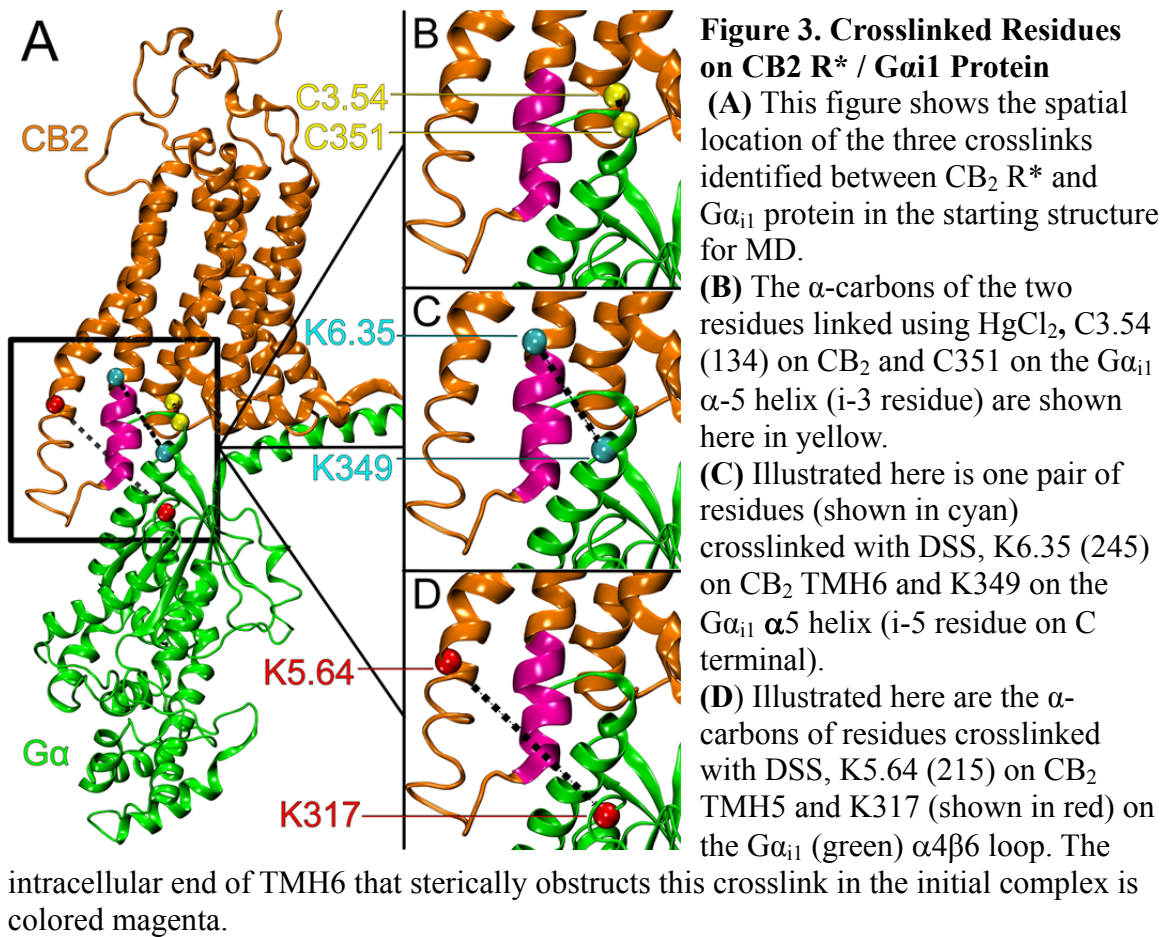 A
CB2
Gα
B
C3.54
C351
C
K6.35
K349
D
K5.64
K317
Figure 3. Crosslinked Residues
on CB2 R* / Gαi1 Protein
(A) This figure shows the spatial
location of the three crosslinks
identified between CB₂ R* and
Gαᵢ₁ protein in the starting structure
for MD.
(B) The α-carbons of the two
residues linked using HgCl₂, C3.54
(134) on CB₂ and C351 on the Gαᵢ₁
α-5 helix (i-3 residue) are shown
here in yellow.
(C) Illustrated here is one pair of
residues (shown in cyan)
crosslinked with DSS, K6.35 (245)
on CB₂ TMH6 and K349 on the
Gαᵢ₁ α5 helix (i-5 residue on C
terminal).
(D) Illustrated here are the α-
carbons of residues crosslinked
with DSS, K5.64 (215) on CB₂
TMH5 and K317 (shown in red) on
the Gαᵢ₁ (green) α4β6 loop. The
intracellular end of TMH6 that sterically obstructs this crosslink in the initial complex is
colored magenta.